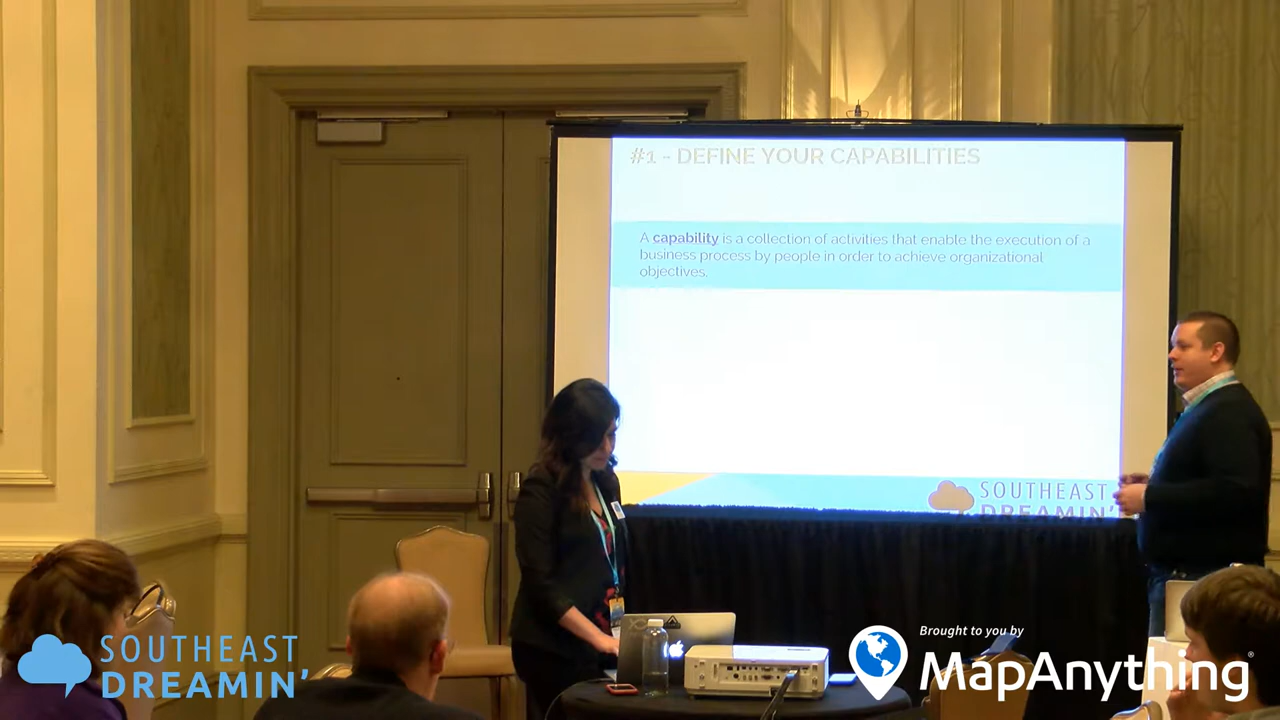 #1 - DEFINE YOUR CAPABILITIES
A capability is a collection of activities that enable the execution of a
business process by people in order to achieve organizational
objectives.
SOUTHEAST
DREAMIN'
SOUTHEAST
DREAMIN'
Brought to you by
MapAnything®